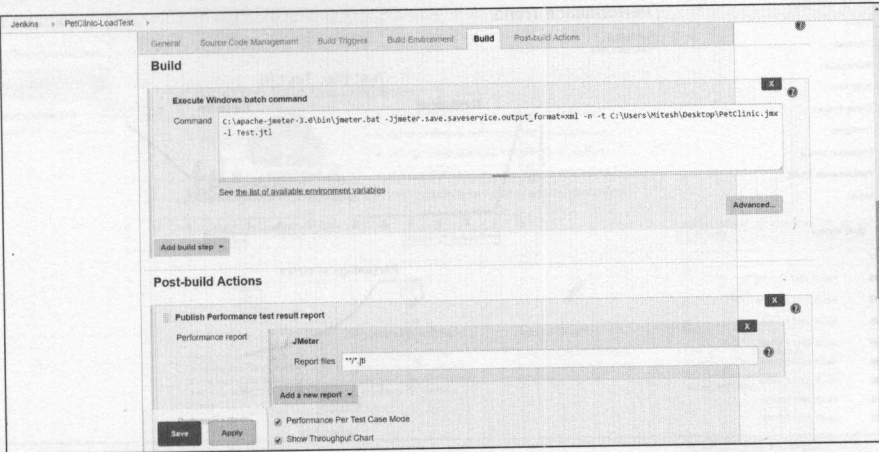 Jenkins › PetClinic-LoadTest ›
General Source Code Management Build Triggers Build Environment Build Post-build Actions
Build
X
Execute Windows batch command
Command
C:\apache-jmeter-3.0\bin\jmeter.bat -Jjmeter.save.saveservice.output_format=xml -n -t C:\Users\Mitesh\Desktop\PetClinic.jmx
-l Test.jtl
See the list of available environment variables
Advanced...
Add build step
Post-build Actions
X
Publish Performance test result report
X
Performance report
JMeter
Report files **/*.jtl
Add a new report
Performance Per Test Case Mode
Save Apply
Show Throughput Chart